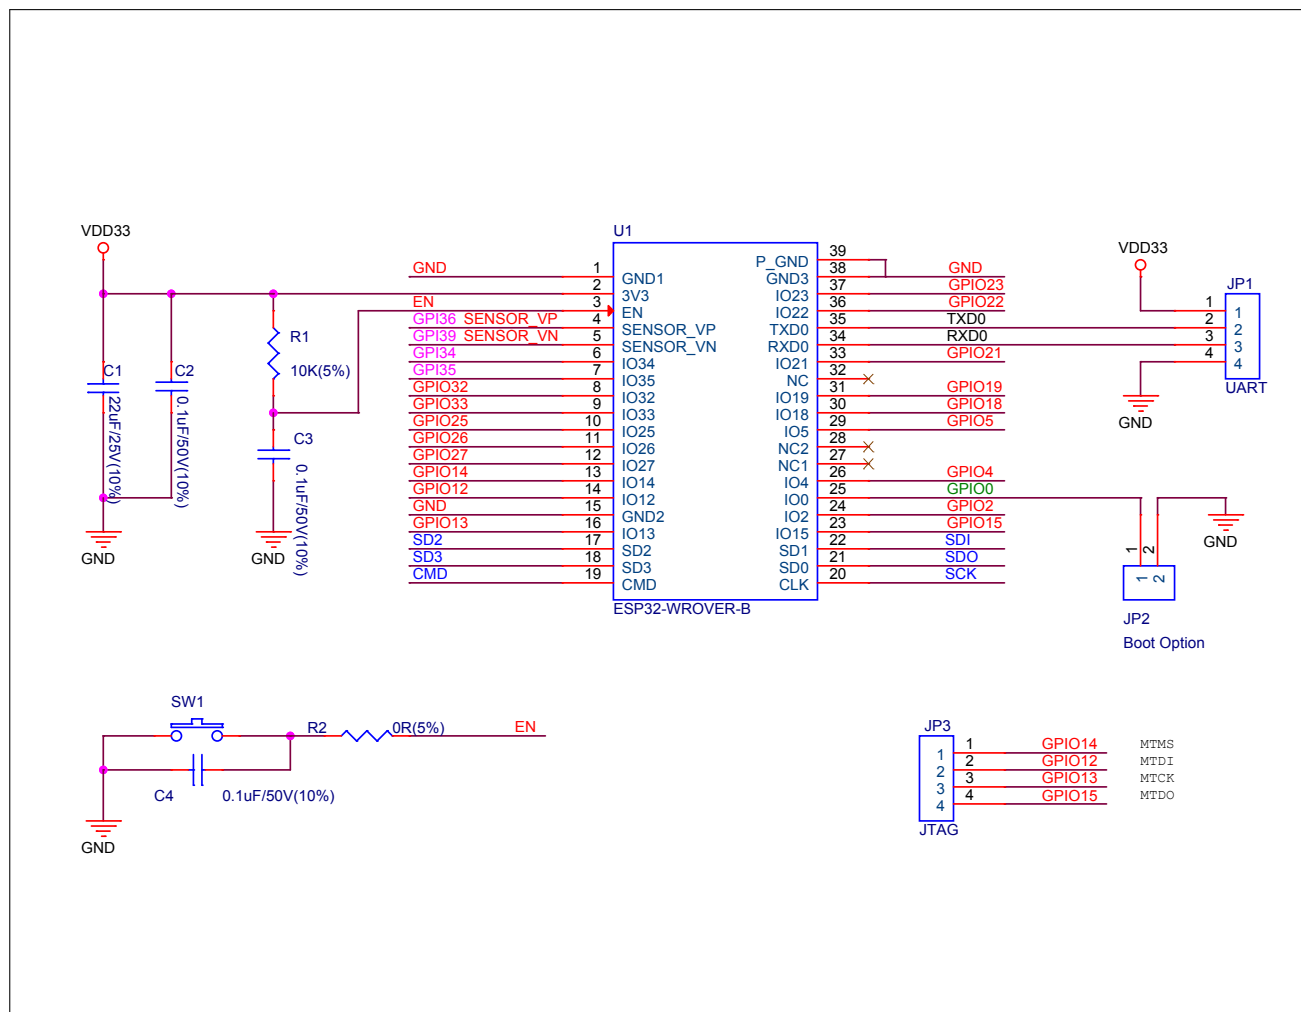 VDD33
C1
22uF/25V(10%)
C2
0.1uF/50V(10%)
GND
R1
10K(5%)
C3
0.1uF/50V(10%)
GND
U1
GND 1 GND1
2 3V3
EN 3 EN
GPI36 SENSOR_VP 4 SENSOR_VP
GPI39 SENSOR_VN 5 SENSOR_VN
GPI34 6 IO34
GPI35 7 IO35
GPIO32 8 IO32
GPIO33 9 IO33
GPIO25 10 IO25
GPIO26 11 IO26
GPIO27 12 IO27
GPIO14 13 IO14
GPIO12 14 IO12
GND 15 GND2
GPIO13 16 IO13
SD2 17 SD2
SD3 18 SD3
CMD 19 CMD
P_GND 39
GND3 38 GND
IO23 37 GPIO23
IO22 36 GPIO22
TXD0 35 TXD0
RXD0 34 RXD0
IO21 33 GPIO21
NC 32
IO19 31 GPIO19
IO18 30 GPIO18
IO5 29 GPIO5
NC2 28
NC1 27
IO4 26 GPIO4
IO0 25 GPIO0
IO2 24 GPIO2
IO15 23 GPIO15
SD1 22 SDI
SD0 21 SDO
CLK 20 SCK
ESP32-WROVER-B
VDD33
JP1
1 1
2 2
3 3
4 4
UART
GND
GND
1 2
1 2
JP2
Boot Option
SW1
R2 0R(5%) EN
C4 0.1uF/50V(10%)
GND
JP3
1 1 GPIO14 MTMS
2 2 GPIO12 MTDI
3 3 GPIO13 MTCK
4 4 GPIO15 MTDO
JTAG